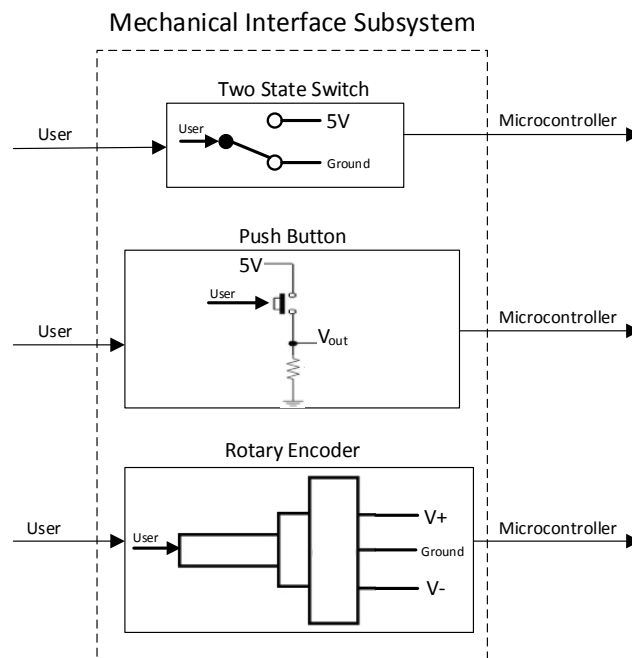 Mechanical Interface Subsystem
Two State Switch
User
User
5V
Ground
Microcontroller
Push Button
5V
User
User
Vout
Microcontroller
Rotary Encoder
User
User
V+
Ground
V-
Microcontroller